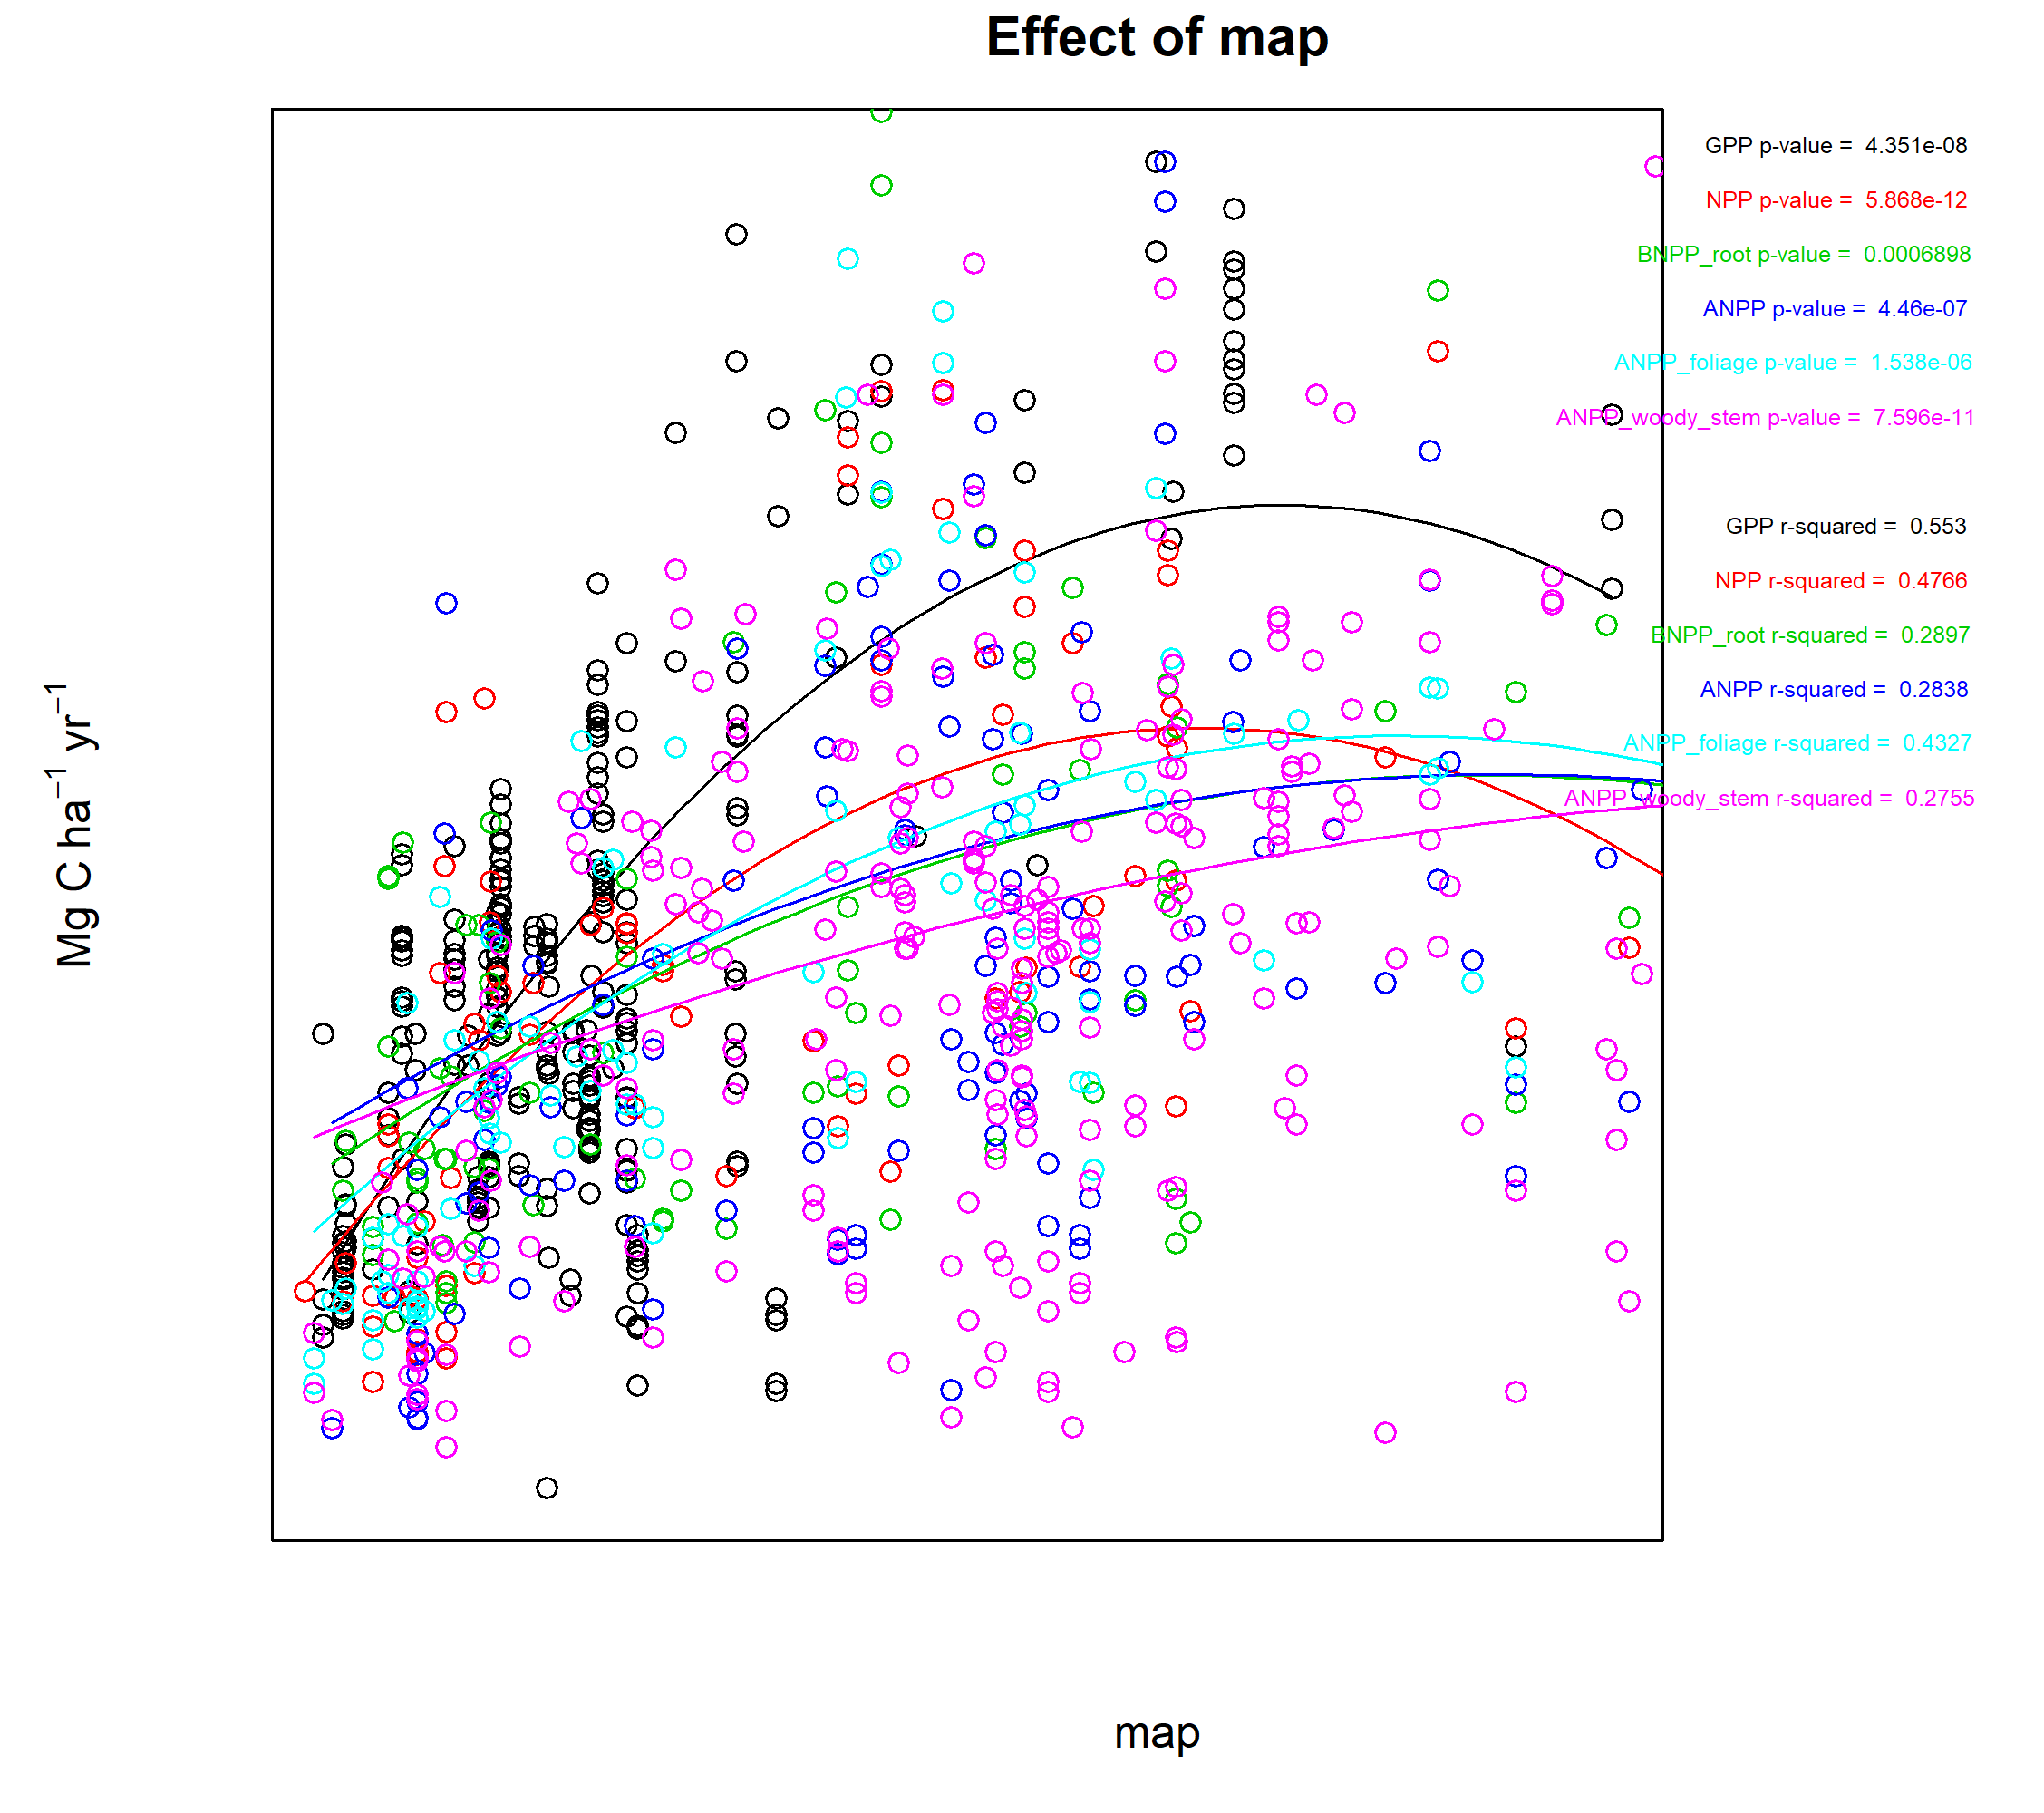 Effect of map
GPP p-value = 4.351e-08
NPP p-value = 5.868e-12
BNPP_root p-value = 0.0006898
ANPP p-value = 4.46e-07
ANPP_foliage p-value = 1.538e-06
ANPP_woody_stem p-value = 7.596e-11
GPP r-squared = 0.553
NPP r-squared = 0.4766
BNPP_root r-squared = 0.2897
ANPP r-squared = 0.2838
ANPP_foliage r-squared = 0.4327
ANPP_woody_stem r-squared = 0.2755
Mg C ha⁻¹ yr⁻¹
map